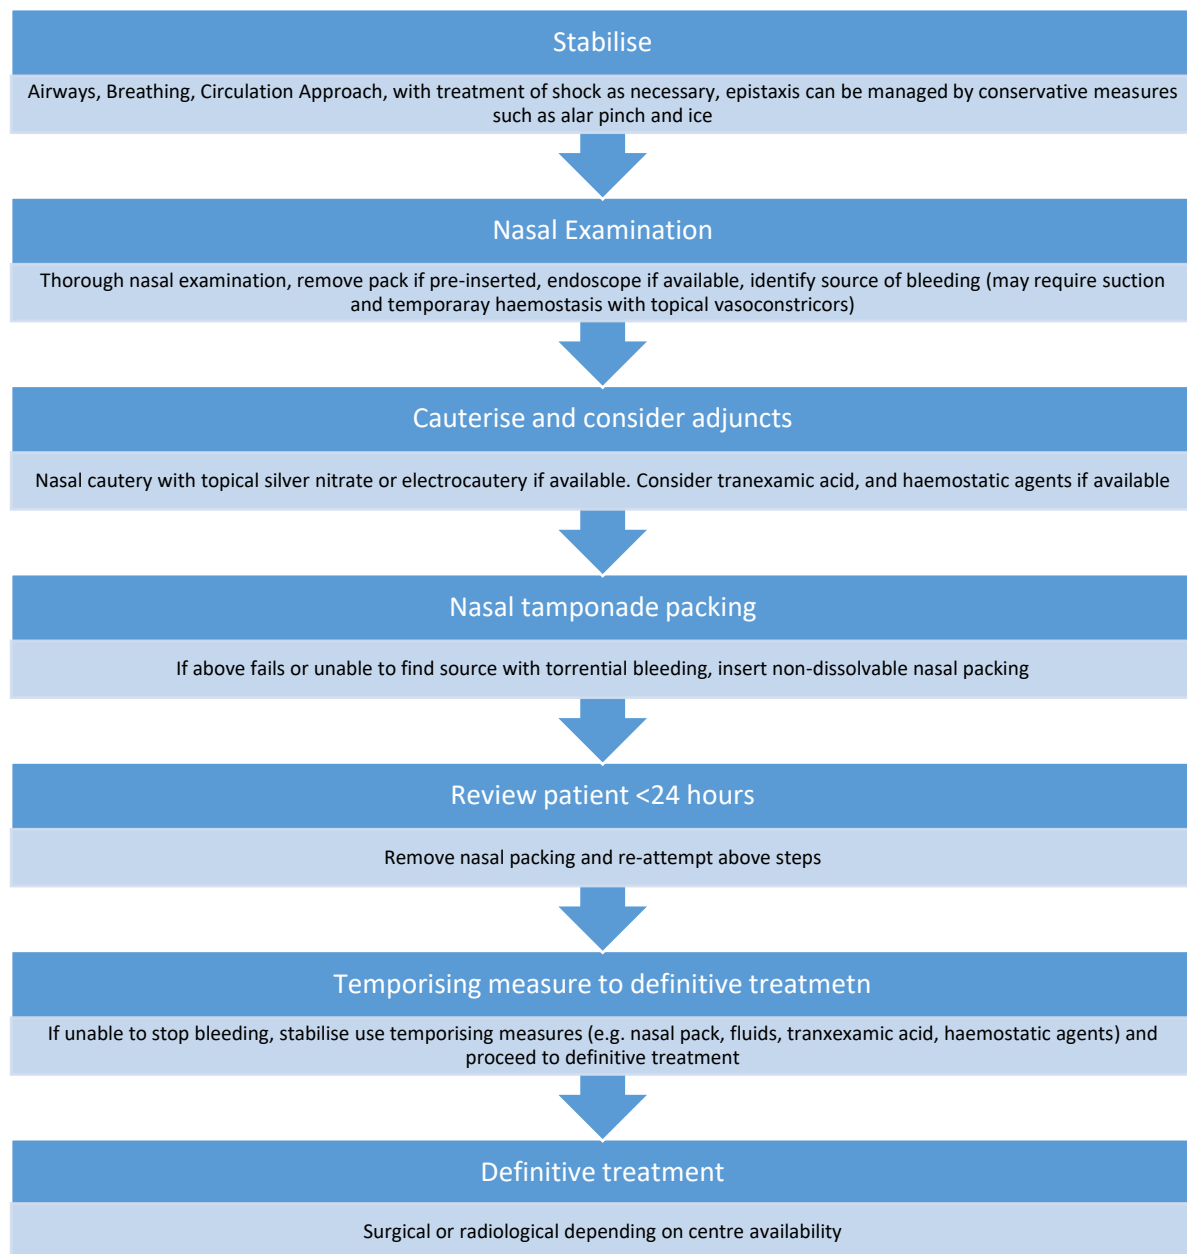 Stabilise
Airways, Breathing, Circulation Approach, with treatment of shock as necessary, epistaxis can be managed by conservative measures
such as alar pinch and ice
Nasal Examination
Thorough nasal examination, remove pack if pre-inserted, endoscope if available, identify source of bleeding (may require suction
and temporaray haemostasis with topical vasoconstricors)
Cauterise and consider adjuncts
Nasal cautery with topical silver nitrate or electrocautery if available. Consider tranexamic acid, and haemostatic agents if available
Nasal tamponade packing
If above fails or unable to find source with torrential bleeding, insert non-dissolvable nasal packing
Review patient <24 hours
Remove nasal packing and re-attempt above steps
Temporising measure to definitive treatmetn
If unable to stop bleeding, stabilise use temporising measures (e.g. nasal pack, fluids, tranxexamic acid, haemostatic agents) and
proceed to definitive treatment
Definitive treatment
Surgical or radiological depending on centre availability